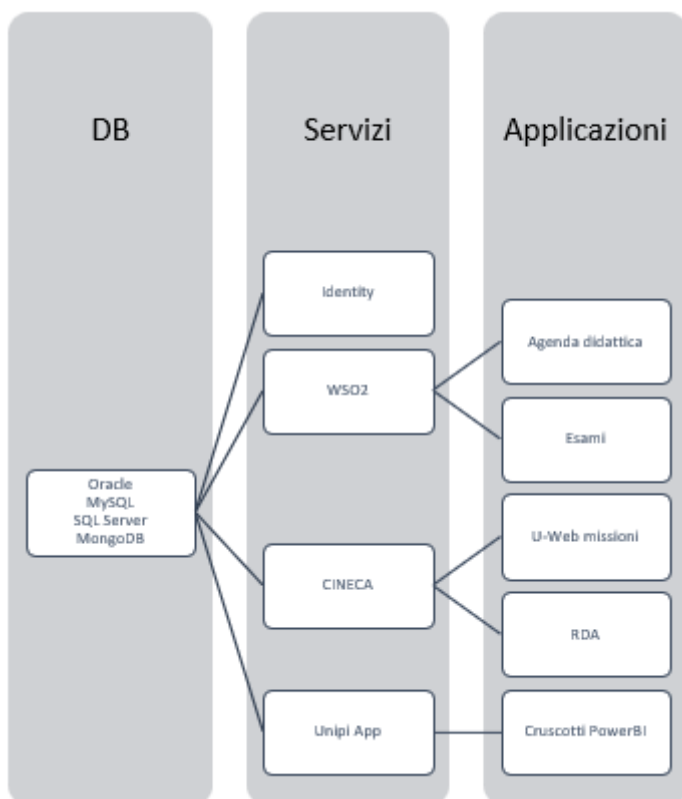 DB
Servizi
Applicazioni
Identity
WSO2
CINECA
Unipi App
Oracle
MySQL
SQL Server
MongoDB
Agenda didattica
Esami
U-Web missioni
RDA
Cruscotti PowerBI